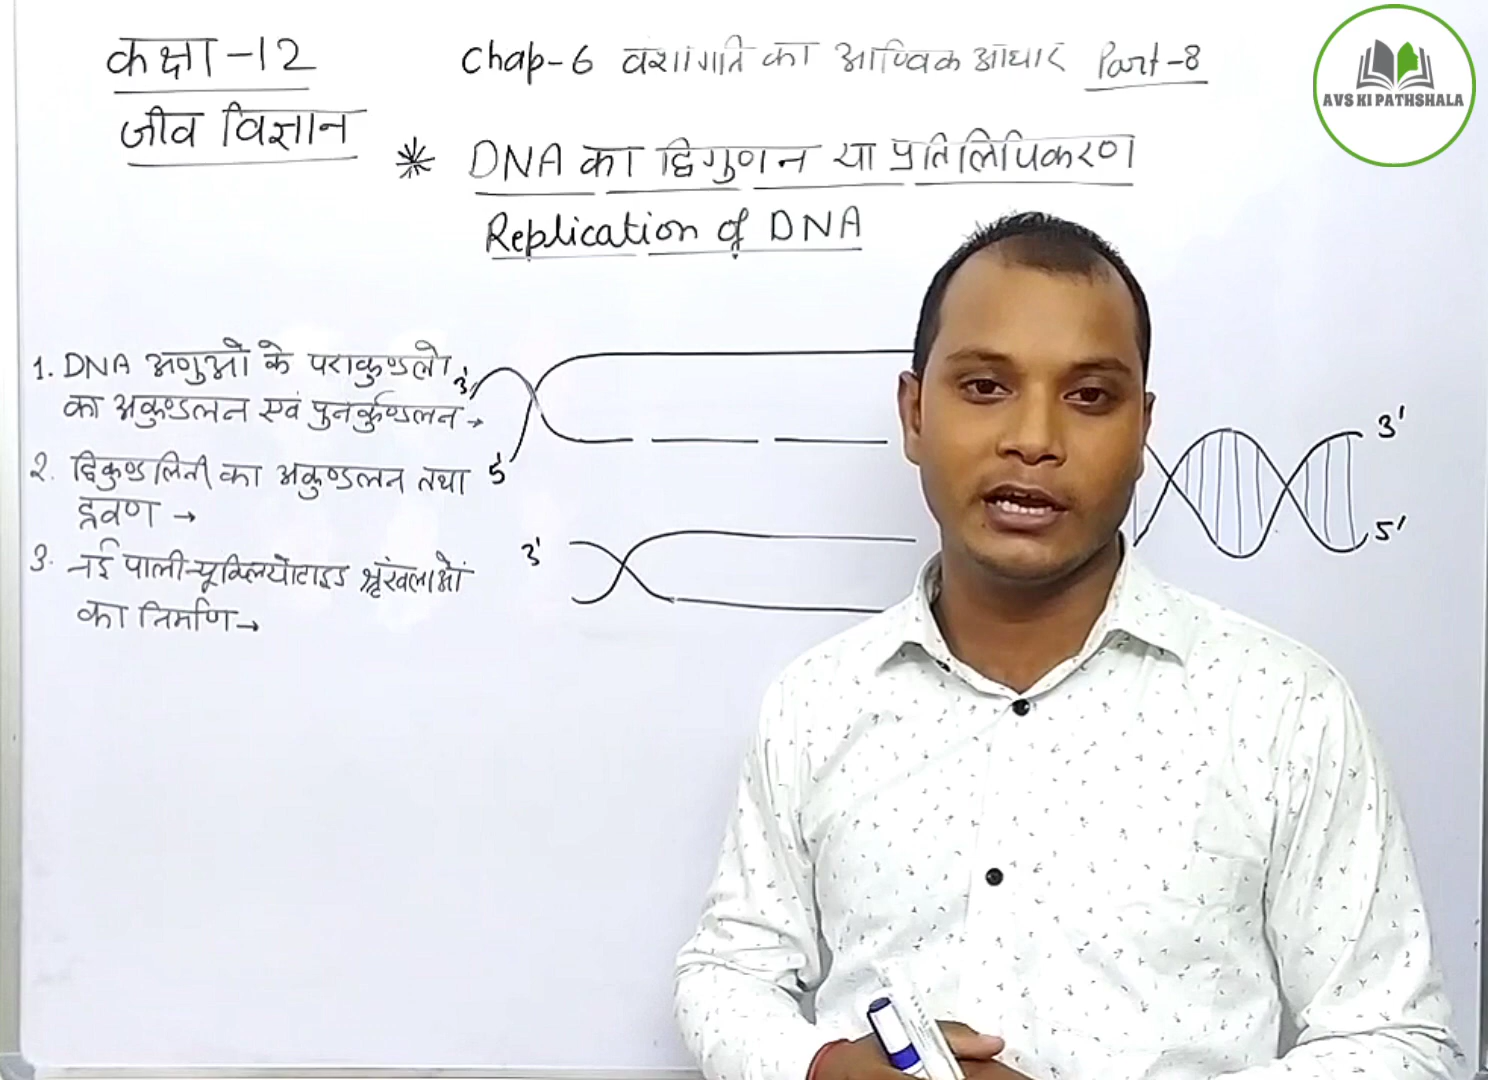 कक्षा -12
जीव विज्ञान
Chap-6 वंशागति का आण्विक आधार Part-8
* DNA का द्विगुणन या प्रतिलिपिकरण
Replication of DNA
AVS KI PATHSHALA
1. DNA अणुओ के पराकुण्डलो
का अकुण्डलन एवं पुनर्कुण्डलन →
2. द्विकुण्डलिनी का अकुण्डलन तथा
द्रवण →
3. नई पालीन्यूक्लियोटाइड श्रृंखलाओं
का निर्माण →
3'
5'
3'
3'
5'